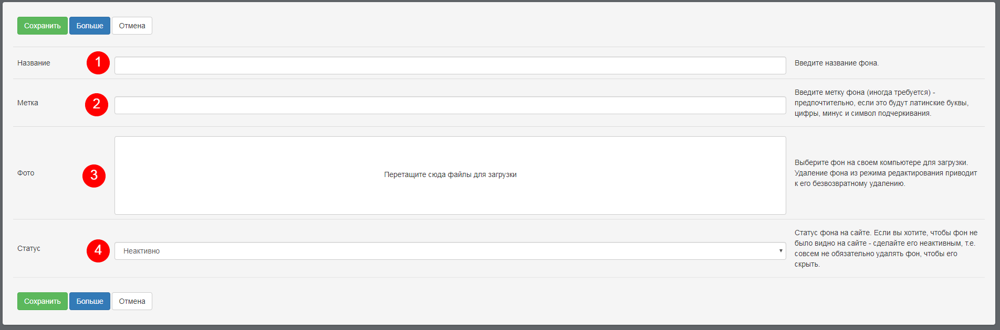 Сохранить Больше Отмена
Название 1 Введите название фона.
Метка 2 Введите метку фона (иногда требуется) -
предпочтительно, если это будут латинские буквы,
цифры, минус и символ подчеркивания.
Фото 3 Перетащите сюда файлы для загрузки
Выберите фон на своем компьютере для загрузки.
Удаление фона из режима редактирования приводит
к его безвозвратному удалению.
Статус 4 Неактивно
Статус фона на сайте. Если вы хотите, чтобы фон не
было видно на сайте - сделайте его неактивным, т.е.
совсем не обязательно удалять фон, чтобы его
скрыть.
Сохранить Больше Отмена